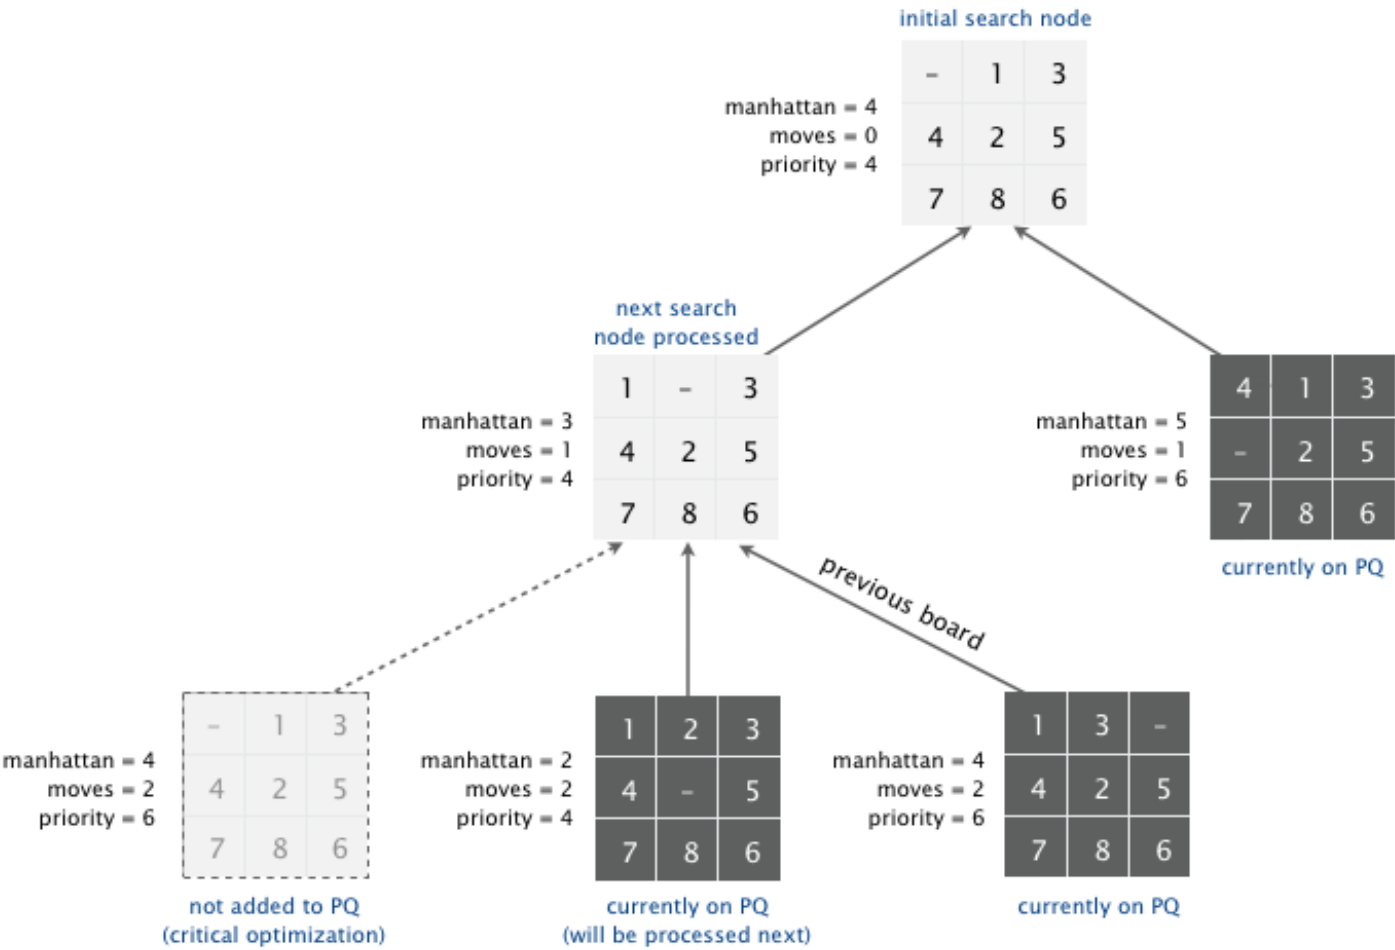 initial search node
- 1 3
manhattan = 4
moves = 0
priority = 4
4 2 5
7 8 6
next search
node processed
1 - 3
manhattan = 3
moves = 1
priority = 4
4 2 5
7 8 6
4 1 3
manhattan = 5
moves = 1
priority = 6
- 2 5
7 8 6
currently on PQ
previous board
- 1 3
manhattan = 4
moves = 2
priority = 6
4 2 5
7 8 6
not added to PQ
(critical optimization)
1 2 3
manhattan = 2
moves = 2
priority = 4
4 - 5
7 8 6
currently on PQ
(will be processed next)
1 3 -
manhattan = 4
moves = 2
priority = 6
4 2 5
7 8 6
currently on PQ